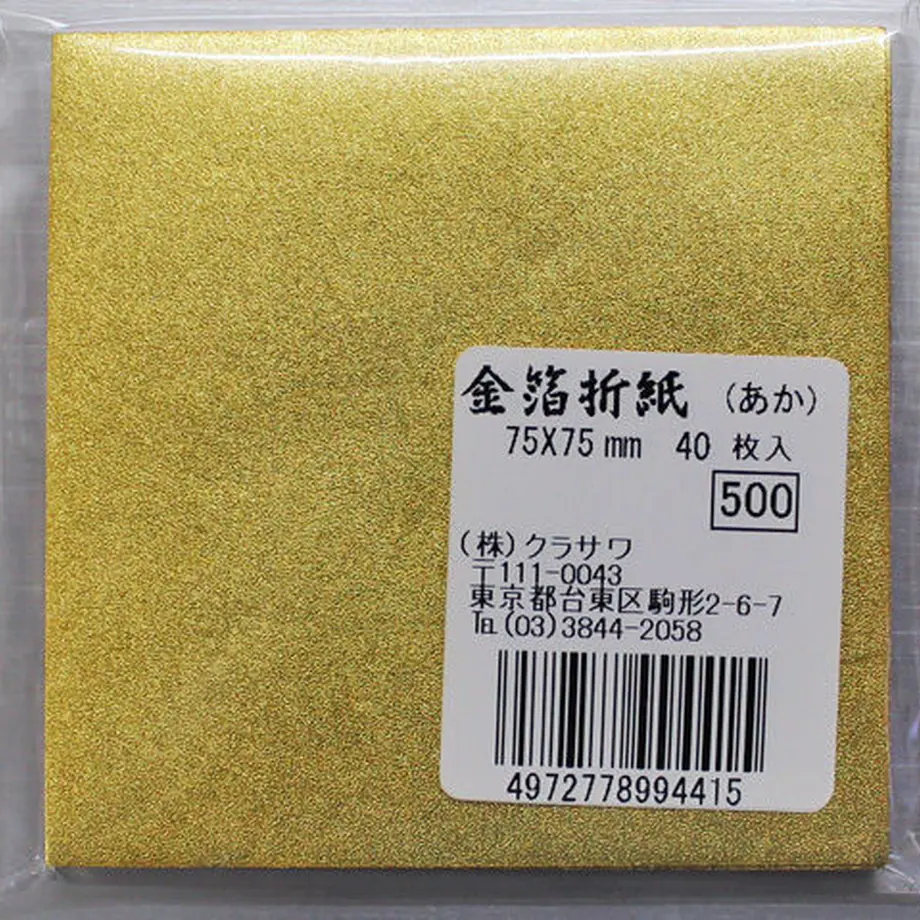 金箔折紙 (あか)
75X75mm 40 枚入
500
(株)クラサワ
〒111-0043
東京都台東区駒形2-6-7
℡(03)3844-2058
4972778994415